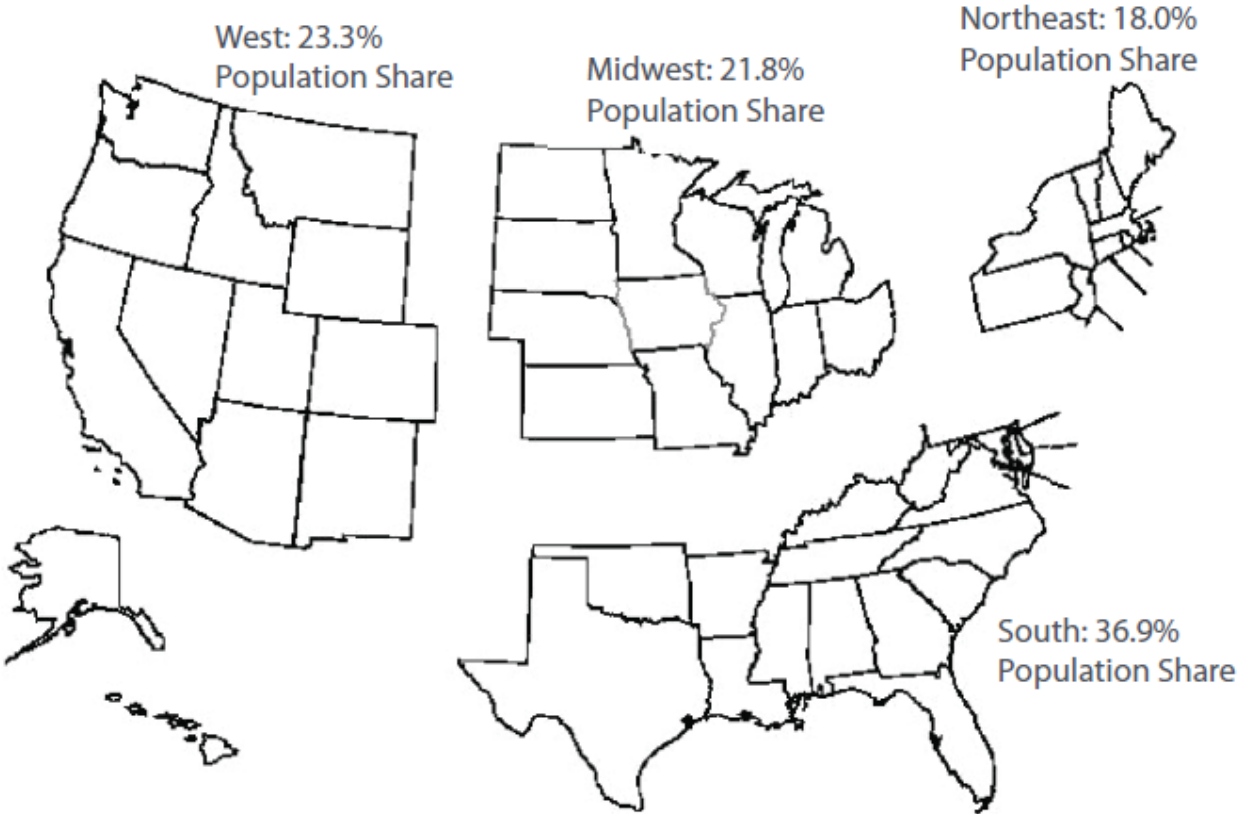 West: 23.3%
Population Share
Midwest: 21.8%
Population Share
Northeast: 18.0%
Population Share
South: 36.9%
Population Share